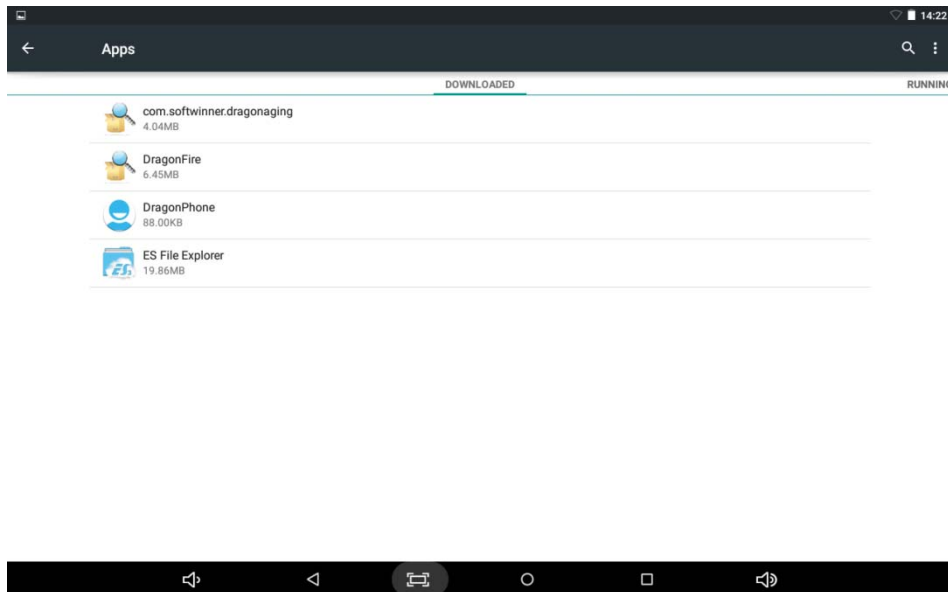 14:22
Apps
DOWNLOADED
RUNNING
com.softwinner.dragonaging
4.04MB
DragonFire
6.45MB
DragonPhone
88.00KB
ES File Explorer
19.86MB